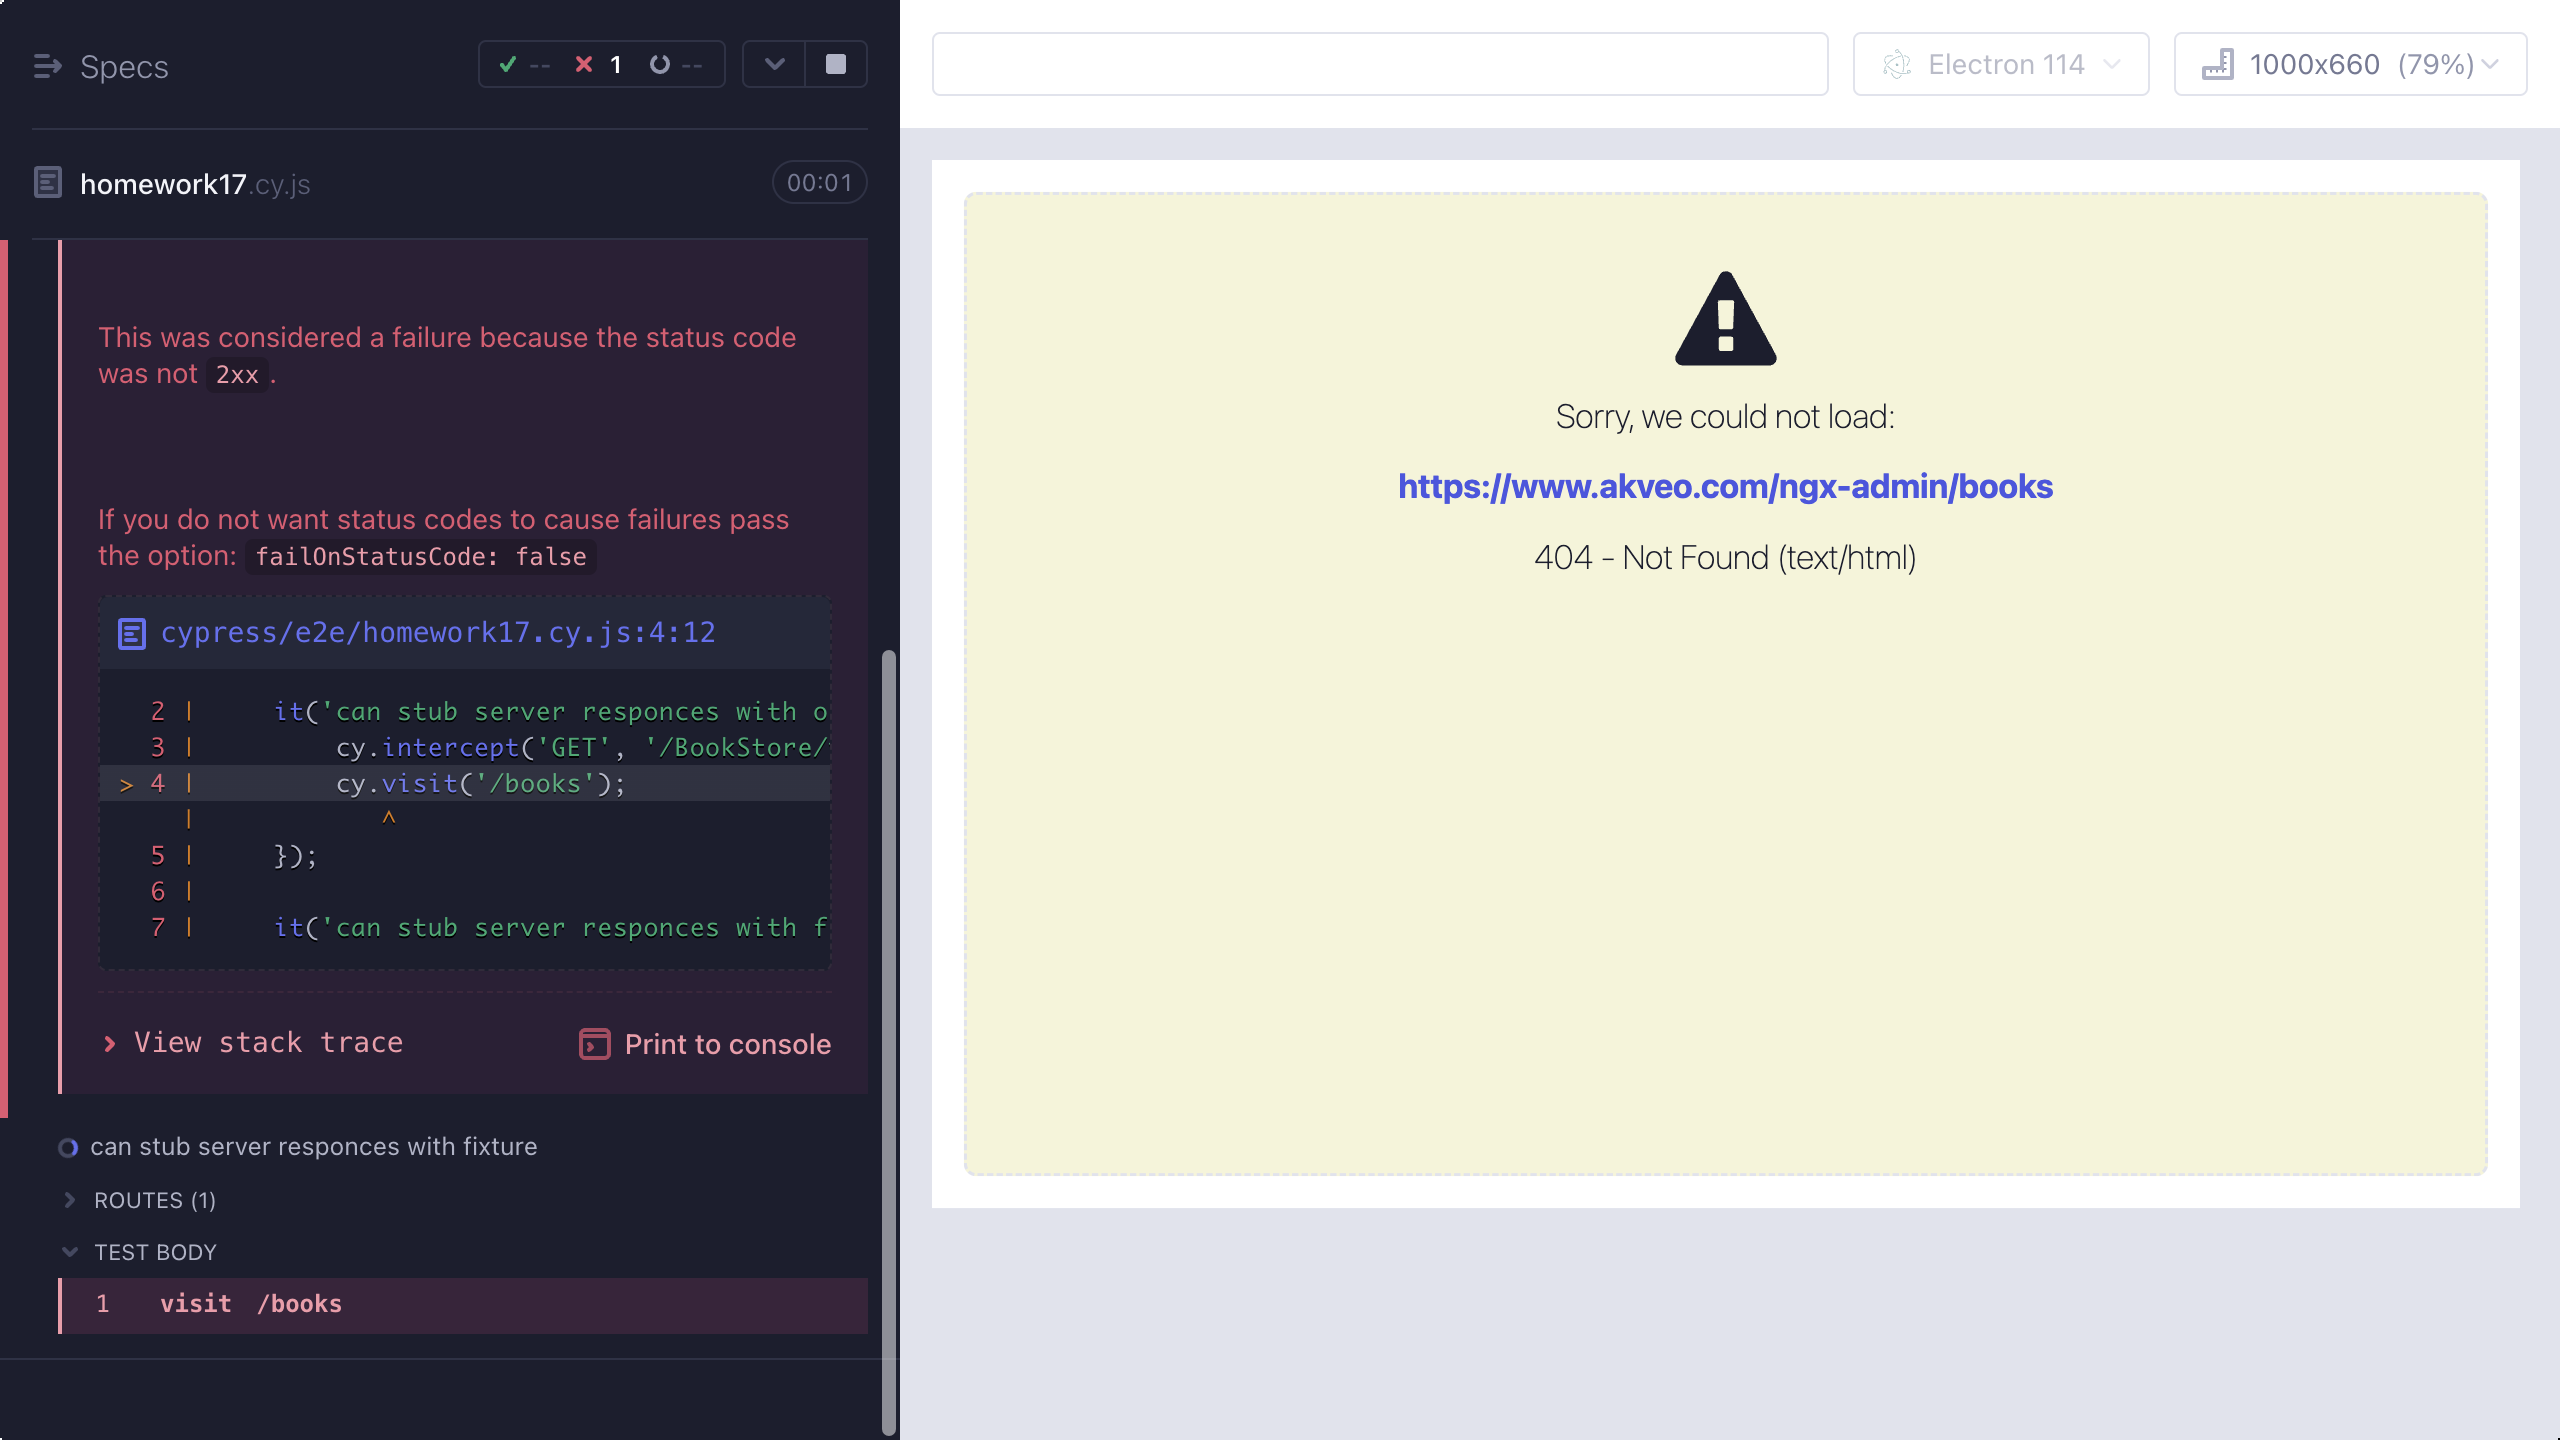 Specs
-- 1 --
homework17.cy.js
00:01
This was considered a failure because the status code
was not 2xx.
If you do not want status codes to cause failures pass
the option: failOnStatusCode: false
cypress/e2e/homework17.cy.js:4:12
2 | it('can stub server responces with o
3 | cy.intercept('GET', '/BookStore/
> 4 | cy.visit('/books');
| ^
5 | });
6 |
7 | it('can stub server responces with f
View stack trace
Print to console
can stub server responces with fixture
ROUTES (1)
TEST BODY
1 visit /books
Electron 114
1000x660 (79%)
Sorry, we could not load:
https://www.akveo.com/ngx-admin/books
404 - Not Found (text/html)